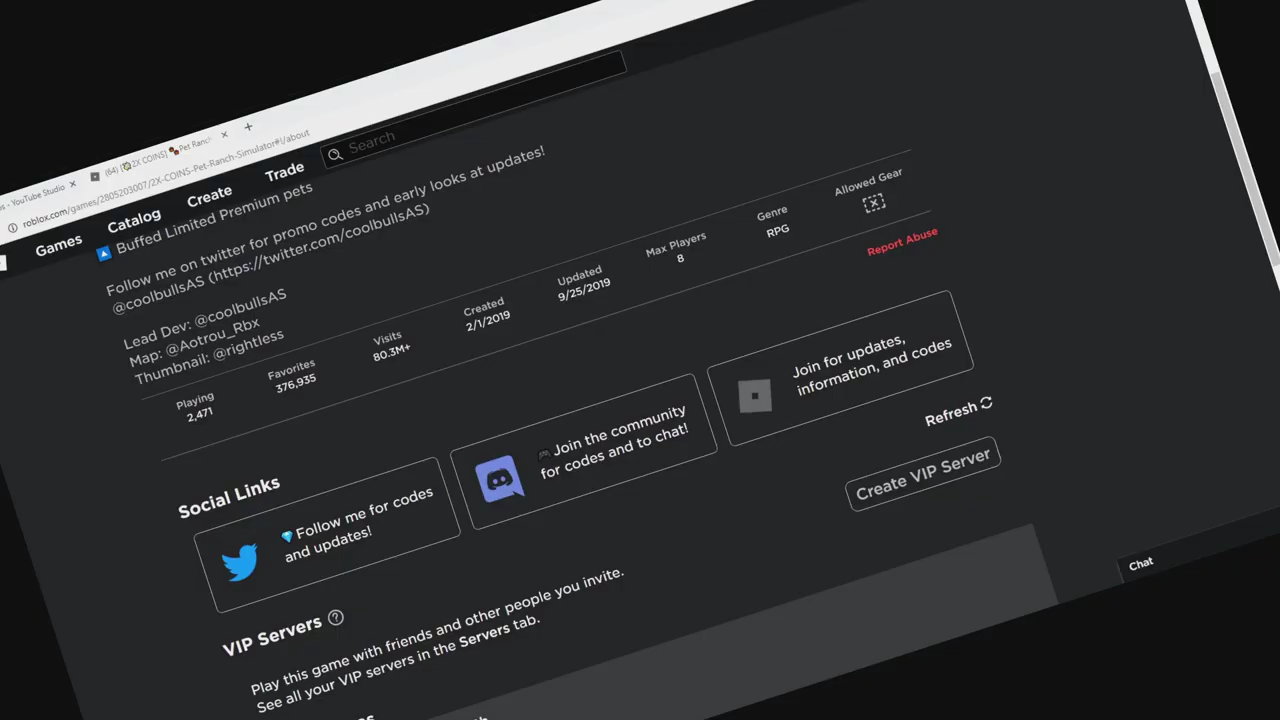 YouTube Studio
(64) [2X COINS] Pet Ranch
roblox.com/games/2805203007/2X-COINS-Pet-Ranch-Simulator#!/about
Games
Catalog
Create
Trade
Search
Buffed Limited Premium pets
Follow me on twitter for promo codes and early looks at updates!
@coolbullsAS (https://twitter.com/coolbullsAS)
Lead Dev: @coolbullsAS
Map: @Aotrou_Rbx
Thumbnail: @rightless
Playing
2,471
Favorites
376,935
Visits
80.3M+
Created
2/1/2019
Updated
9/25/2019
Max Players
8
Genre
RPG
Allowed Gear
Report Abuse
Social Links
Follow me for codes
and updates!
Join the community
for codes and to chat!
Join for updates,
information, and codes
VIP Servers
Refresh
Create VIP Server
Play this game with friends and other people you invite.
See all your VIP servers in the Servers tab.
Chat